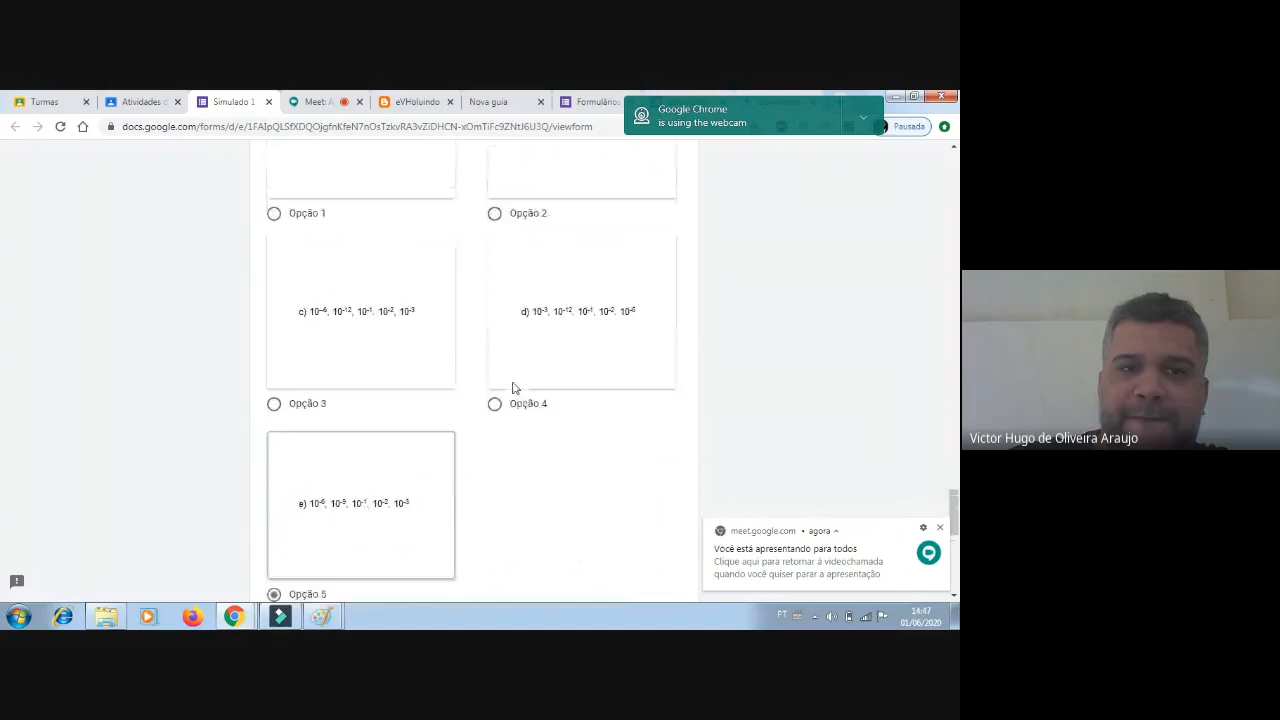 Turmas
Atividades d
Simulado 1
Meet: A
eVHoluindo
Nova guia
Formulários
Google Chrome
is using the webcam
docs.google.com/forms/d/e/1FAIpQLSfXDQOjgfnKfeN7nOsTzkvRA3vZiDHCN-xOmTiFc9ZNtJ6U3Q/viewform
Pausada
Opção 1
Opção 2
c) 10⁻⁶, 10⁻¹², 10⁻¹, 10⁻², 10⁻³
d) 10⁻³, 10⁻¹², 10⁻¹, 10⁻², 10⁻⁶
Opção 3
Opção 4
e) 10⁻⁶, 10⁻⁹, 10⁻¹, 10⁻², 10⁻³
Opção 5
Victor Hugo de Oliveira Araujo
meet.google.com • agora
Você está apresentando para todos
Clique aqui para retornar à videochamada
quando você quiser parar a apresentação
PT
14:47
01/06/2020